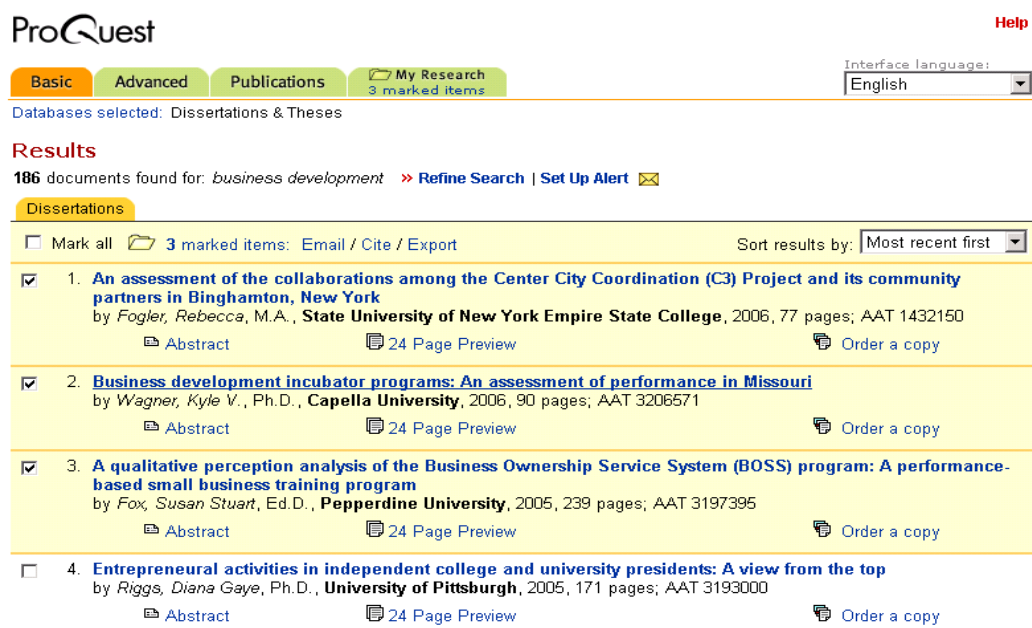 ProQuest
Help
Interface language:
Basic Advanced Publications My Research
3 marked items
English
Databases selected: Dissertations & Theses
Results
186 documents found for: business development » Refine Search | Set Up Alert
Dissertations
Mark all 3 marked items: Email / Cite / Export Sort results by: Most recent first
1. An assessment of the collaborations among the Center City Coordination (C3) Project and its community
partners in Binghamton, New York
by Fogler, Rebecca, M.A., State University of New York Empire State College, 2006, 77 pages; AAT 1432150
Abstract 24 Page Preview Order a copy
2. Business development incubator programs: An assessment of performance in Missouri
by Wagner, Kyle V., Ph.D., Capella University, 2006, 90 pages; AAT 3206571
Abstract 24 Page Preview Order a copy
3. A qualitative perception analysis of the Business Ownership Service System (BOSS) program: A performance-
based small business training program
by Fox, Susan Stuart, Ed.D., Pepperdine University, 2005, 239 pages; AAT 3197395
Abstract 24 Page Preview Order a copy
4. Entrepreneurial activities in independent college and university presidents: A view from the top
by Riggs, Diana Gaye, Ph.D., University of Pittsburgh, 2005, 171 pages; AAT 3193000
Abstract 24 Page Preview Order a copy